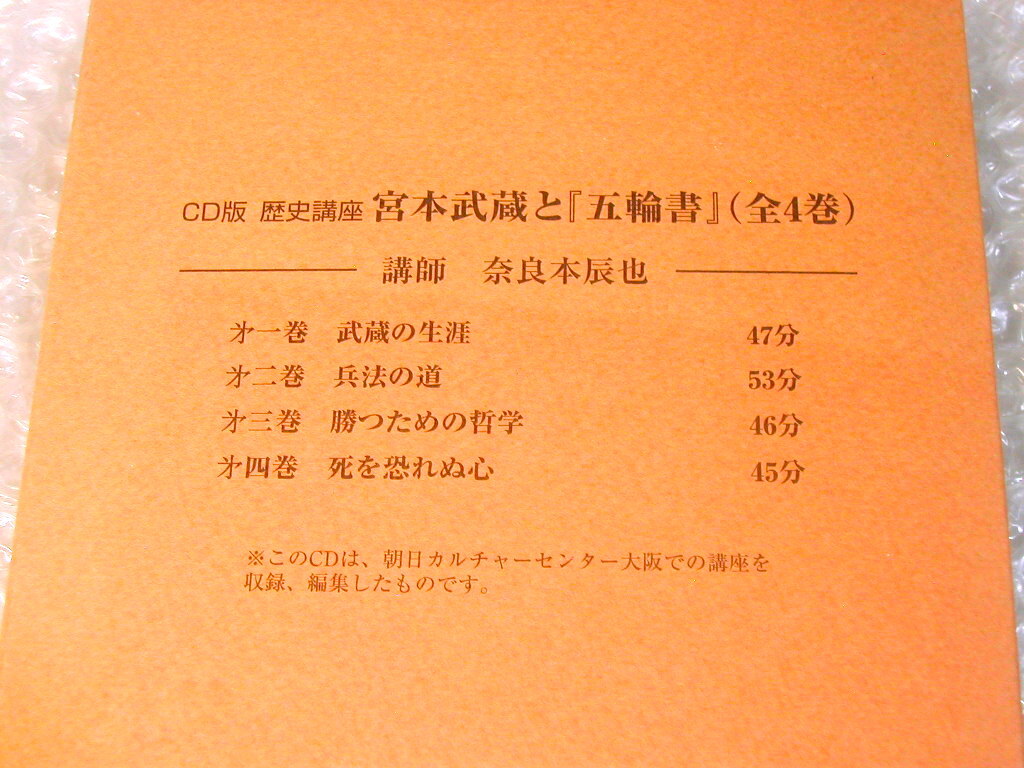 CD版 歴史講座 宮本武蔵と『五輪書』（全4巻）
講師 奈良本辰也
㐧一巻 武蔵の生涯 47分
㐧二巻 兵法の道 53分
㐧三巻 勝つための哲学 46分
㐧四巻 死を恐れぬ心 45分
※このCDは、朝日カルチャーセンター大阪での講座を
収録、編集したものです。